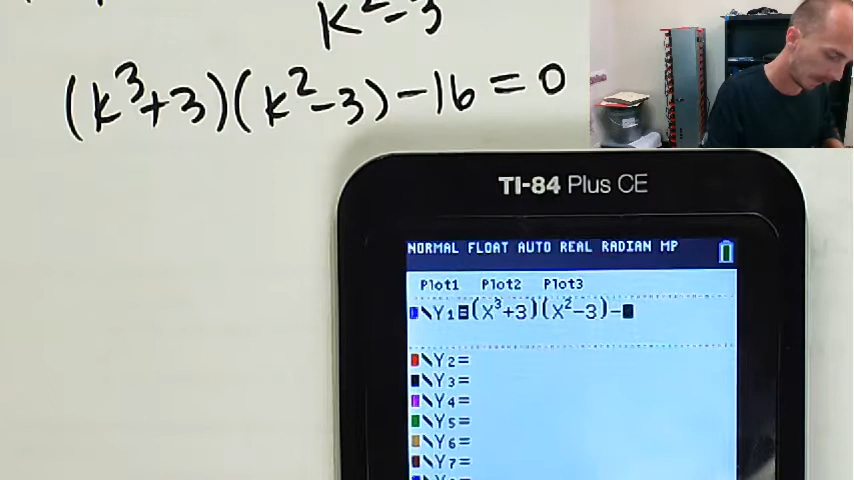 k²-3
(k³+3)(k²-3)-16=0
TI-84 Plus CE
NORMAL FLOAT AUTO REAL RADIAN MP
Plot1 Plot2 Plot3
\Y₁=(X³+3)(X²-3)-
\Y₂=
\Y₃=
\Y₄=
\Y₅=
\Y₆=
\Y₇=